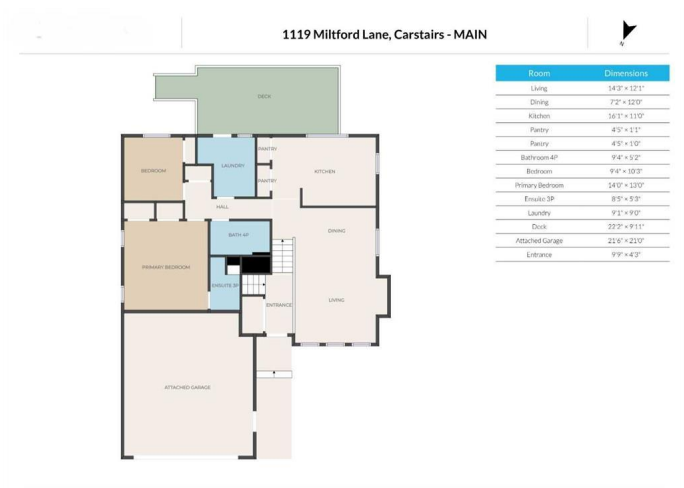 1119 Miltford Lane, Carstairs - MAIN
N
Room Dimensions
Living 14'3" × 12'1"
Dining 7'2" × 12'0"
Kitchen 16'1" × 11'0"
Pantry 4'5" × 1'1"
Pantry 4'5" × 1'0"
Bathroom 4P 9'4" × 5'2"
Bedroom 9'4" × 10'3"
Primary Bedroom 14'0" × 13'0"
Ensuite 3P 8'5" × 5'3"
Laundry 9'1" × 9'0"
Deck 22'2" × 9'11"
Attached Garage 21'6" × 21'0"
Entrance 9'9" × 4'3"
DECK
PANTRY
LAUNDRY
BEDROOM
KITCHEN
PANTRY
HALL
DINING
BATH 4P
PRIMARY BEDROOM
ENSUITE 3P
LIVING
ENTRANCE
ATTACHED GARAGE